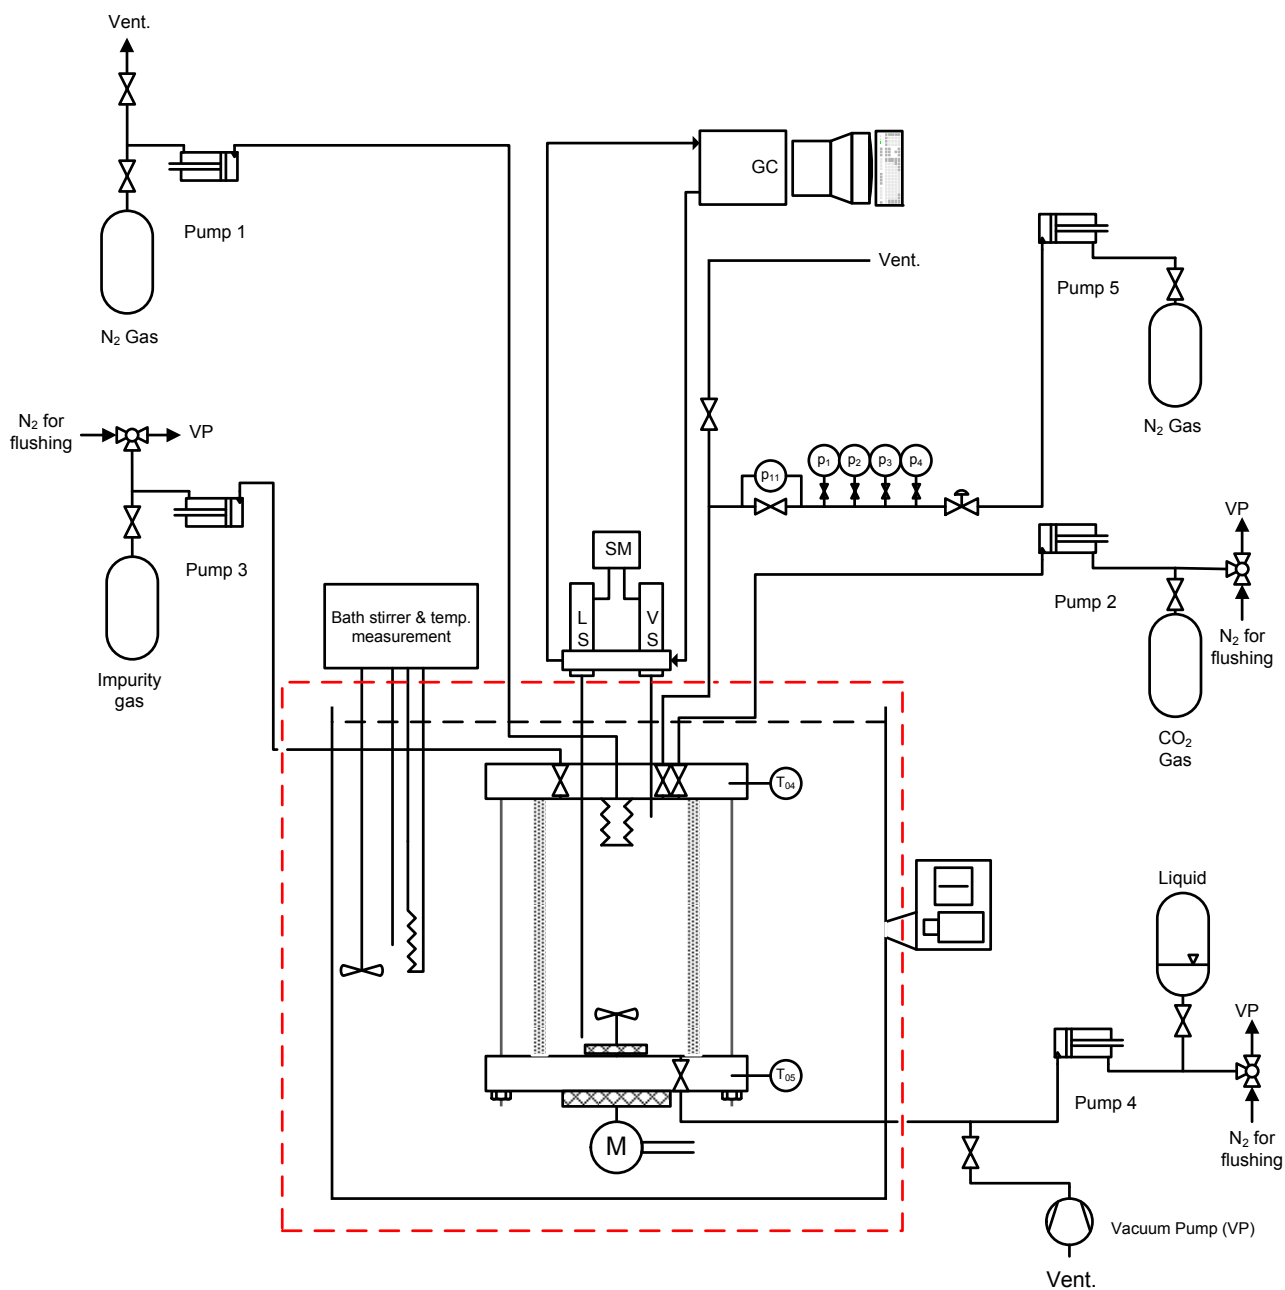 Vent.
GC
Pump 1
Vent.
Pump 5
N₂ Gas
N₂ for
flushing
VP
N₂ Gas
p₁
p₂
p₃
p₄
p₁₁
VP
SM
Pump 3
Pump 2
Bath stirrer & temp.
measurement
L
S
V
S
N₂ for
flushing
Impurity
gas
CO₂
Gas
T₀₄
Liquid
VP
T₀₅
Pump 4
M
N₂ for
flushing
Vacuum Pump (VP)
Vent.